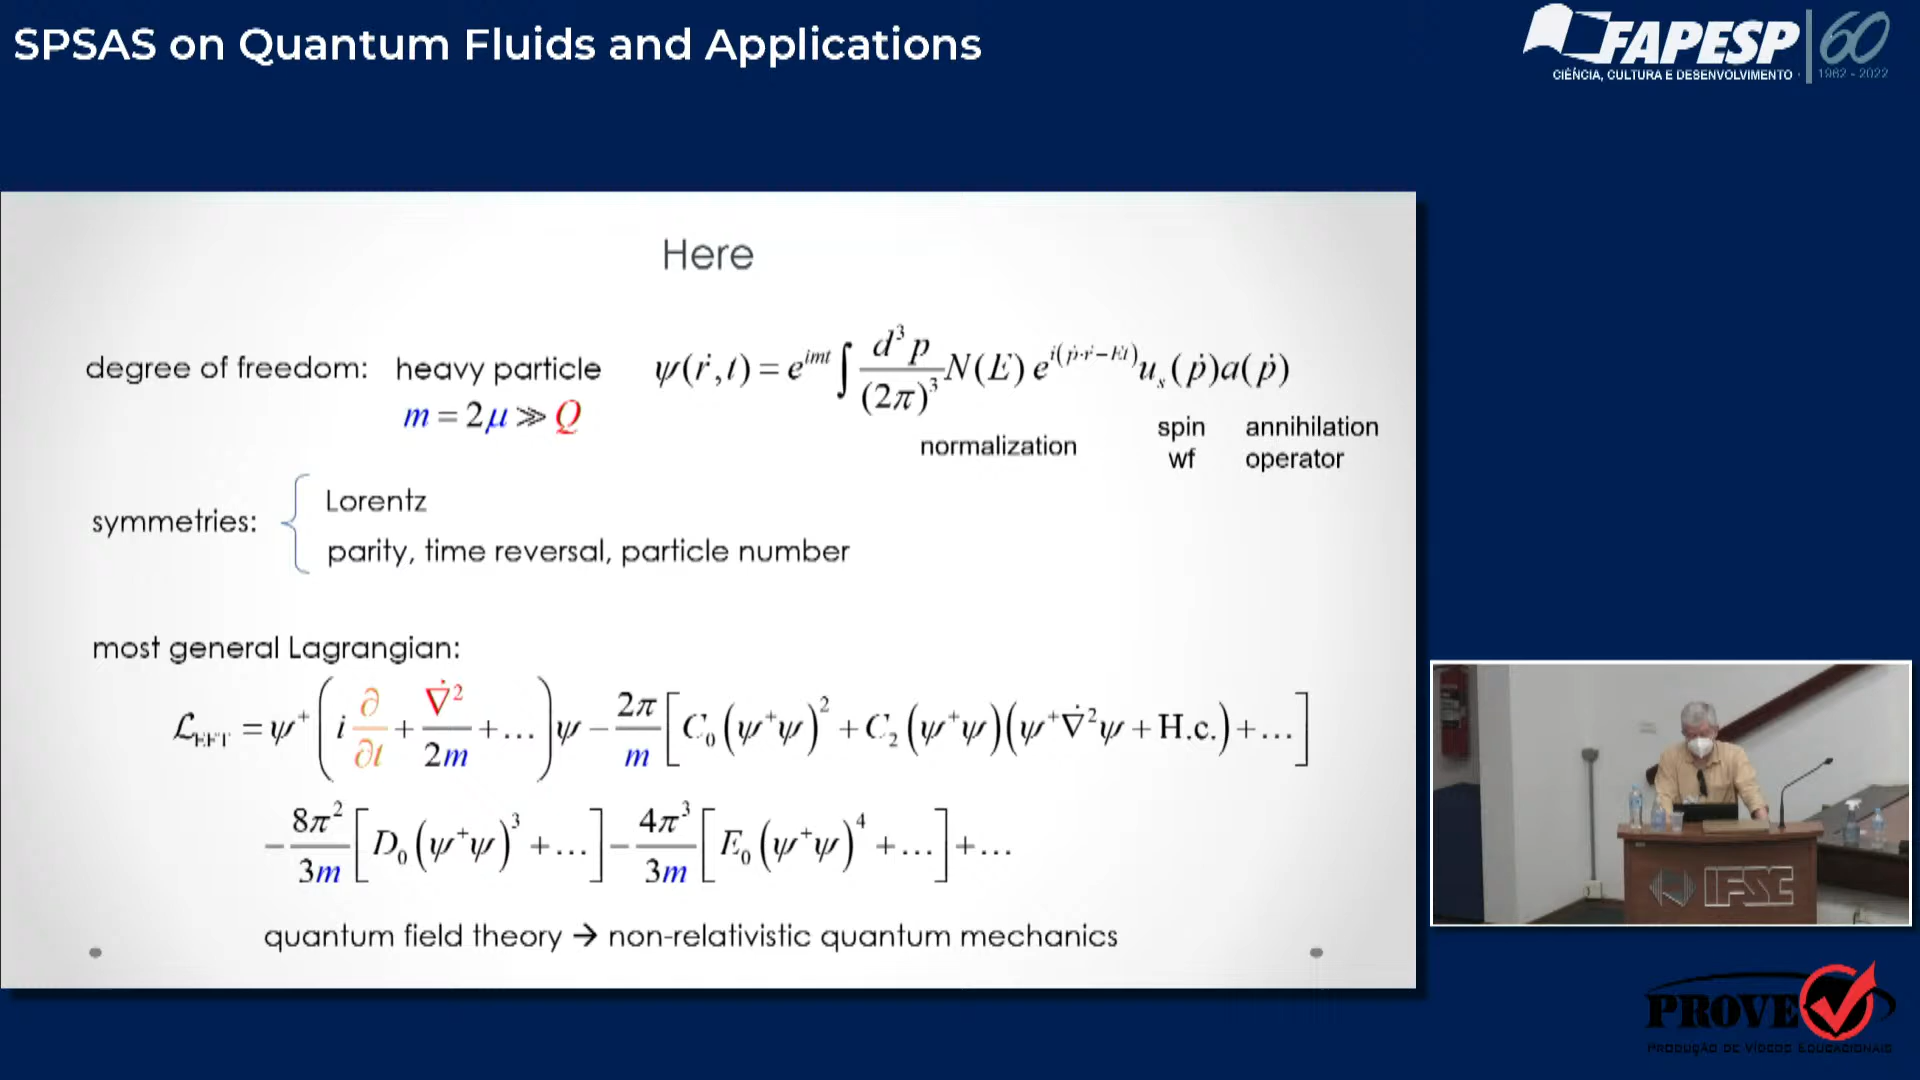 SPSAS on Quantum Fluids and Applications
FAPESP 60
CIÊNCIA, CULTURA E DESENVOLVIMENTO 1962 - 2022
Here
degree of freedom: heavy particle ψ(ṙ,t) = e^{imt} ∫ d³p/(2π)³ N(E) e^{i(ṗ·ṙ−Et)} u_s(ṗ)a(ṗ)
m = 2μ ≫ Q
normalization
spin wf
annihilation operator
symmetries:
Lorentz
parity, time reversal, particle number
most general Lagrangian:
ℒ_EFT = ψ⁺ ( i ∂/∂t + ∇̇²/2m + … ) ψ − 2π/m [ C₀(ψ⁺ψ)² + C₂(ψ⁺ψ)(ψ⁺∇̇²ψ + H.c.) + … ]
− 8π²/3m [ D₀(ψ⁺ψ)³ + … ] − 4π³/3m [ E₀(ψ⁺ψ)⁴ + … ] + …
quantum field theory → non-relativistic quantum mechanics
IFSC
PROVE
PRODUÇÃO DE VÍDEOS EDUCACIONAIS